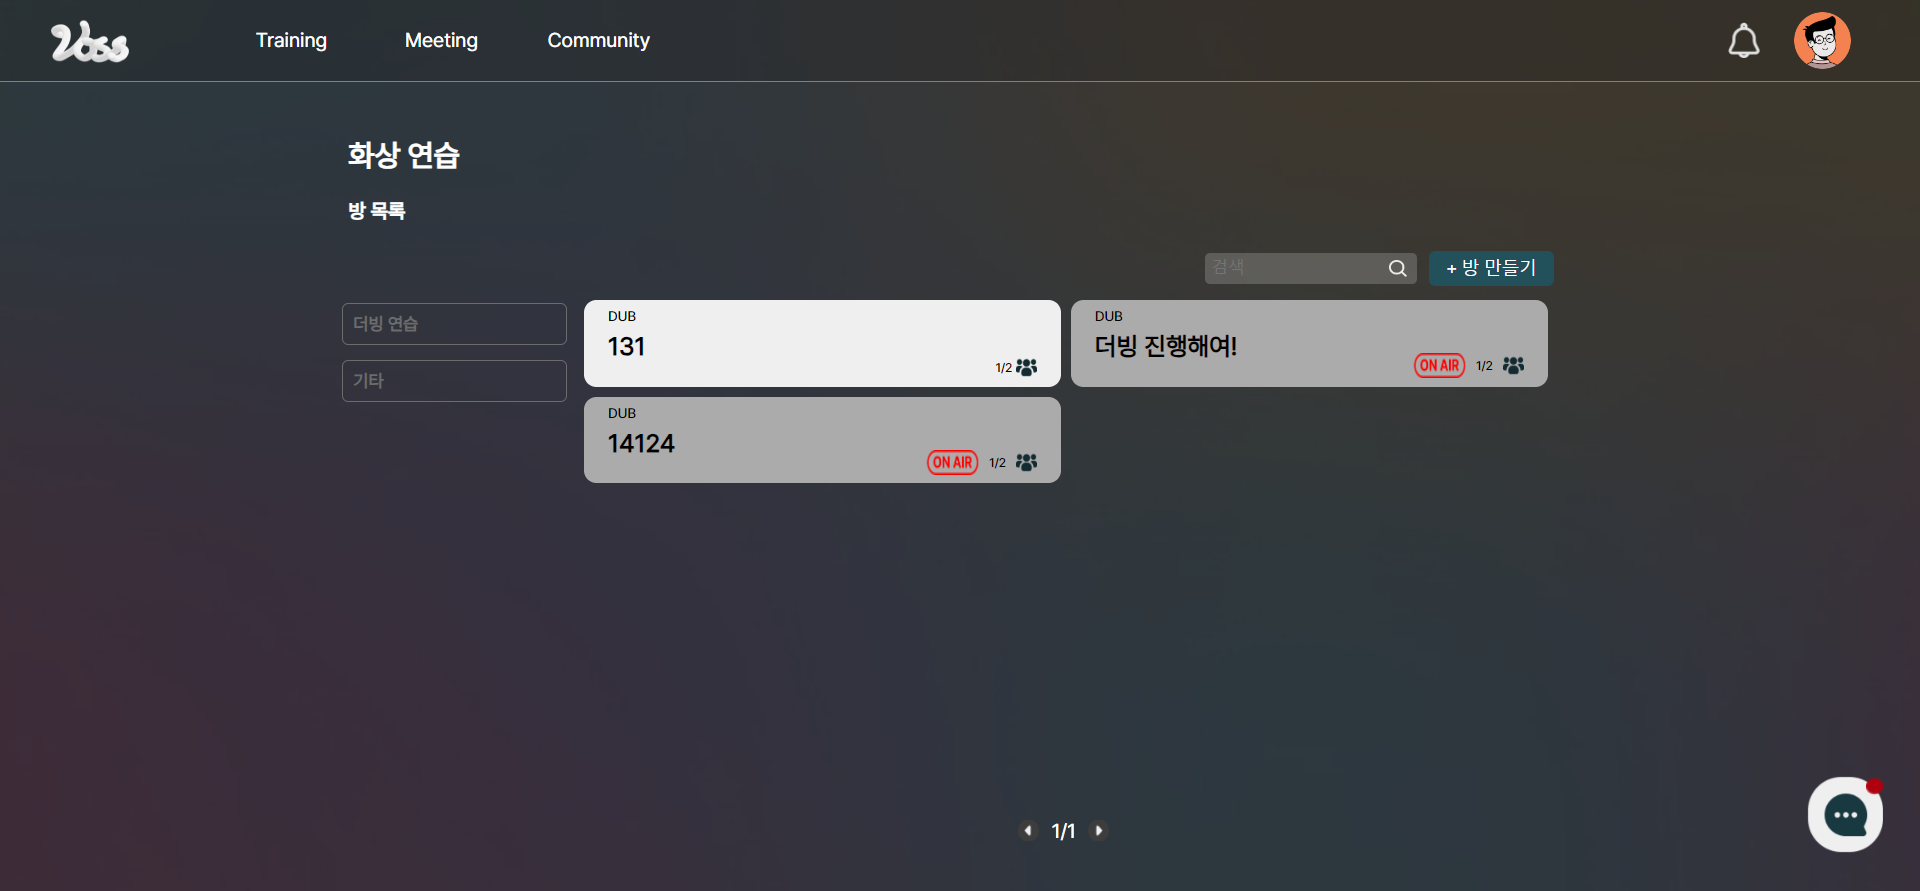 Voss
Training
Meeting
Community
화상 연습
방 목록
검색
+ 방 만들기
더빙 연습
기타
DUB
131
1/2
DUB
더빙 진행해여!
ON AIR
1/2
DUB
14124
ON AIR
1/2
1/1